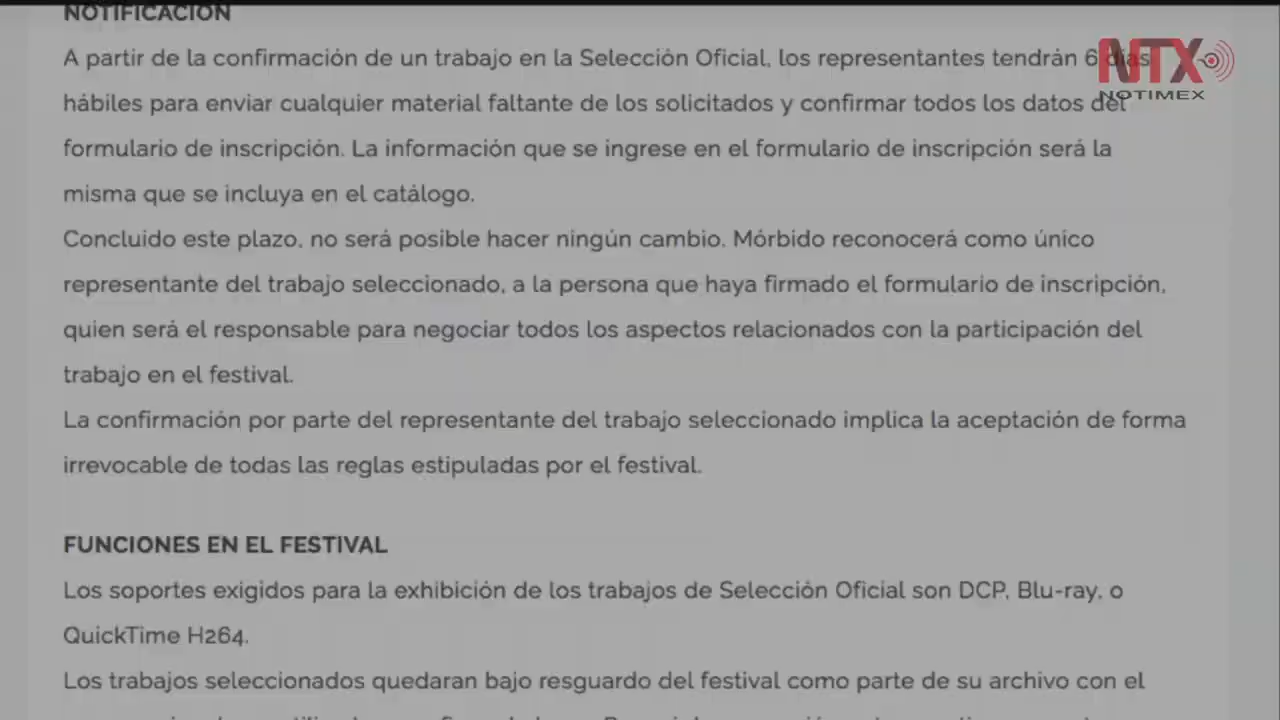 NOTIFICACIÓN
A partir de la confirmación de un trabajo en la Selección Oficial, los representantes tendrán 6 días
hábiles para enviar cualquier material faltante de los solicitados y confirmar todos los datos del
formulario de inscripción. La información que se ingrese en el formulario de inscripción será la
misma que se incluya en el catálogo.
Concluido este plazo, no será posible hacer ningún cambio. Mórbido reconocerá como único
representante del trabajo seleccionado, a la persona que haya firmado el formulario de inscripción,
quien será el responsable para negociar todos los aspectos relacionados con la participación del
trabajo en el festival.
La confirmación por parte del representante del trabajo seleccionado implica la aceptación de forma
irrevocable de todas las reglas estipuladas por el festival.
FUNCIONES EN EL FESTIVAL
Los soportes exigidos para la exhibición de los trabajos de Selección Oficial son DCP, Blu-ray, o
QuickTime H264.
Los trabajos seleccionados quedaran bajo resguardo del festival como parte de su archivo con el
NTX
NOTIMEX